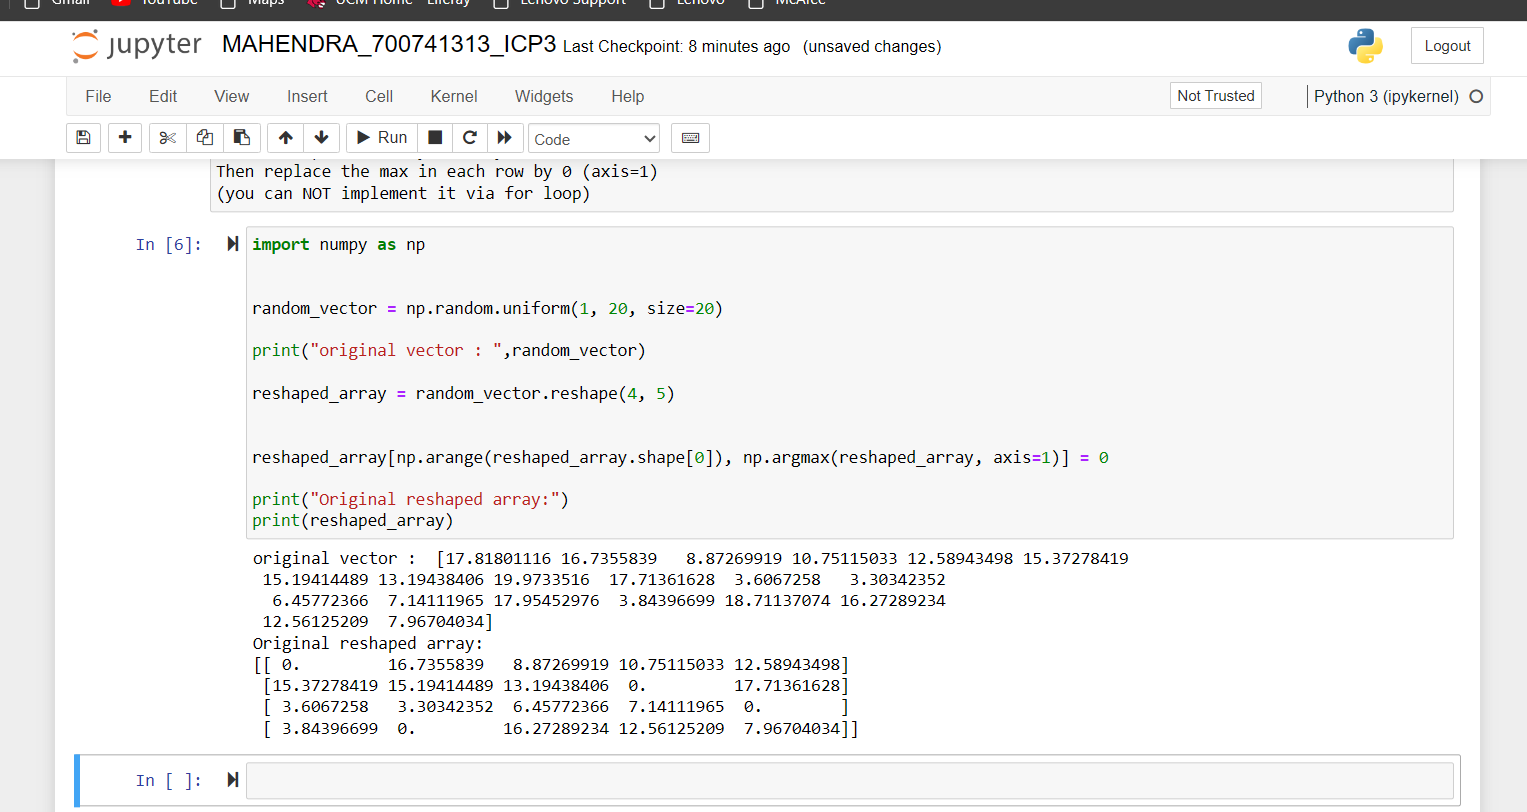 Gmail YouTube Maps UCM Home - Liferay Lenovo Support Lenovo McAfee
jupyter MAHENDRA_700741313_ICP3 Last Checkpoint: 8 minutes ago (unsaved changes) Logout
File Edit View Insert Cell Kernel Widgets Help Not Trusted Python 3 (ipykernel)
Run Code
Then replace the max in each row by 0 (axis=1)
(you can NOT implement it via for loop)
In [6]: import numpy as np
random_vector = np.random.uniform(1, 20, size=20)
print("original vector : ",random_vector)
reshaped_array = random_vector.reshape(4, 5)
reshaped_array[np.arange(reshaped_array.shape[0]), np.argmax(reshaped_array, axis=1)] = 0
print("Original reshaped array:")
print(reshaped_array)
original vector :  [17.81801116 16.7355839   8.87269919 10.75115033 12.58943498 15.37278419
 15.19414489 13.19438406 19.9733516  17.71361628  3.6067258   3.30342352
  6.45772366  7.14111965 17.95452976  3.84396699 18.71137074 16.27289234
 12.56125209  7.96704034]
Original reshaped array:
[[ 0.         16.7355839   8.87269919 10.75115033 12.58943498]
 [15.37278419 15.19414489 13.19438406  0.         17.71361628]
 [ 3.6067258   3.30342352  6.45772366  7.14111965  0.        ]
 [ 3.84396699  0.         16.27289234 12.56125209  7.96704034]]
In [ ]: